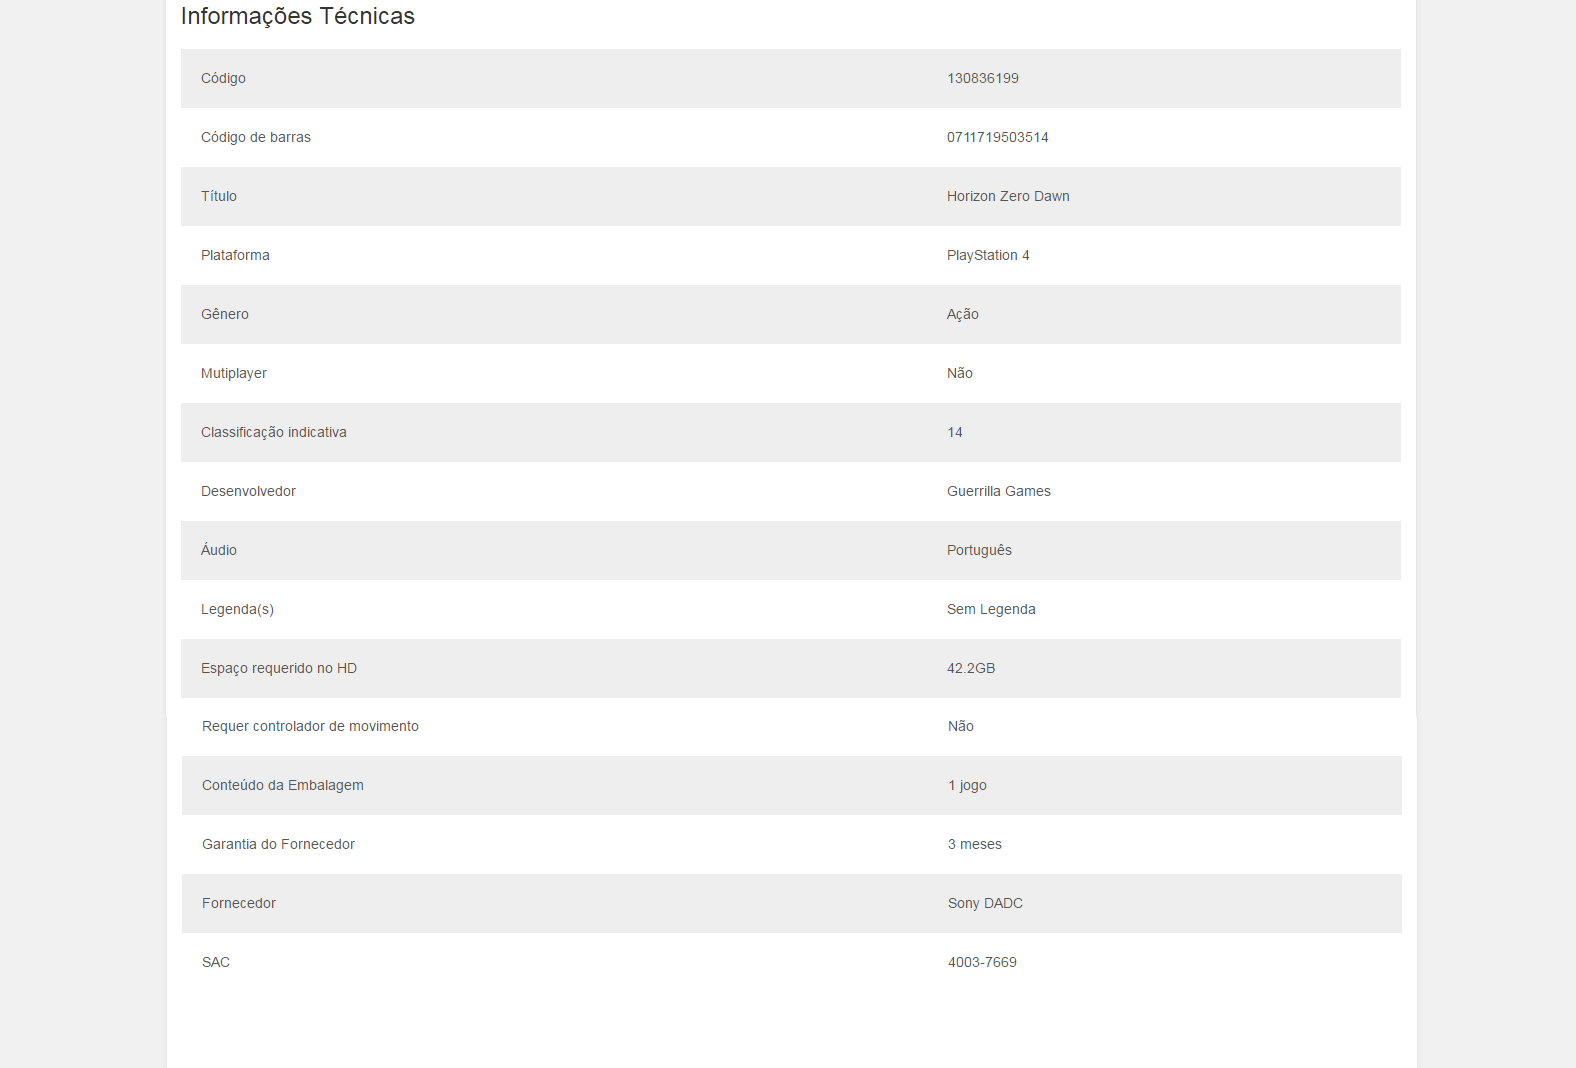 Informações Técnicas
Código 130836199
Código de barras 0711719503514
Título Horizon Zero Dawn
Plataforma PlayStation 4
Gênero Ação
Mutiplayer Não
Classificação indicativa 14
Desenvolvedor Guerrilla Games
Áudio Português
Legenda(s) Sem Legenda
Espaço requerido no HD 42.2GB
Requer controlador de movimento Não
Conteúdo da Embalagem 1 jogo
Garantia do Fornecedor 3 meses
Fornecedor Sony DADC
SAC 4003-7669